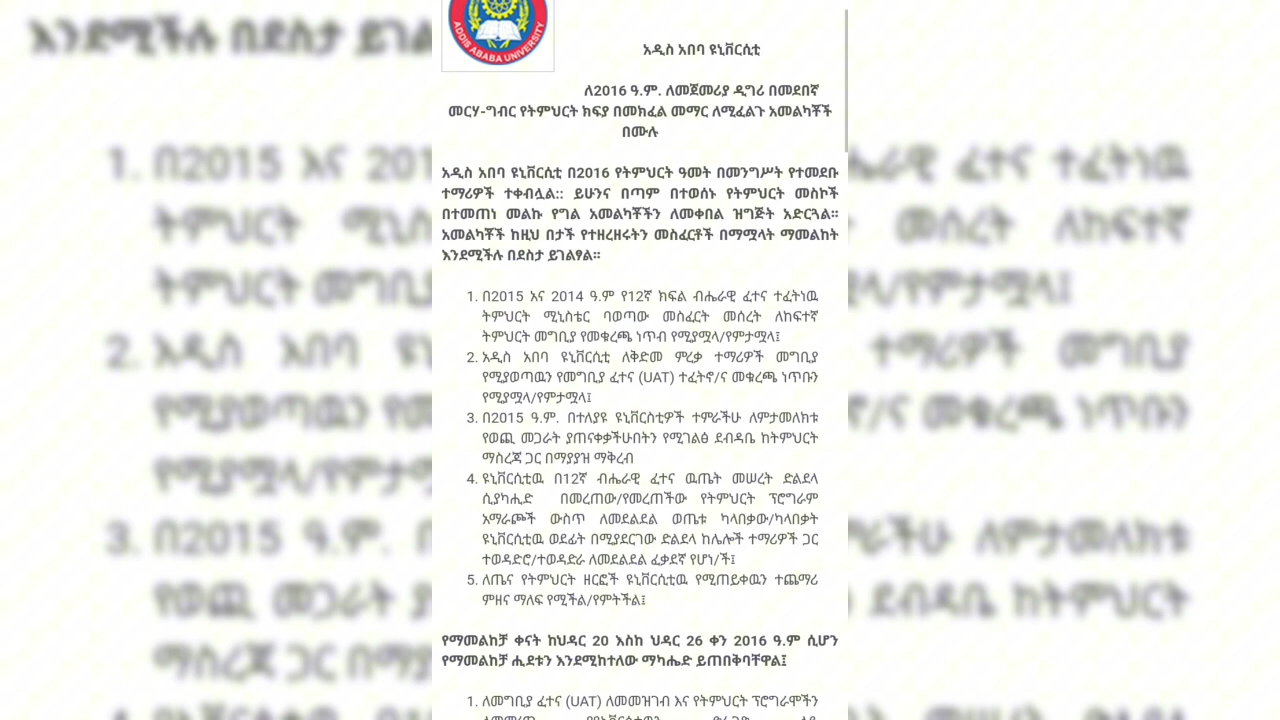 ADDIS ABABA UNIVERSITY
አዲስ አበባ ዩኒቨርሲቲ
ለ2016 ዓ.ም. ለመጀመሪያ ዲግሪ በመደበኛ
መርሃ-ግብር የትምህርት ክፍያ በመክፈል መማር ለሚፈልጉ አመልካቾች
በሙሉ
አዲስ አበባ ዩኒቨርሲቲ በ2016 የትምህርት ዓመት በመንግሥት የተመደቡ
ተማሪዎች ተቀብሏል:: ይሁንና በጣም በተወሰኑ የትምህርት መስኮች
በተመጠነ መልኩ የግል አመልካቾችን ለመቀበል ዝግጅት አድርጓል።
አመልካቾች ከዚህ በታች የተዘረዘሩትን መስፈርቶች በማሟላት ማመልከት
እንደሚችሉ በደስታ ይገልፃል።
1. በ2015 እና 2014 ዓ.ም የ12ኛ ክፍል ብሔራዊ ፈተና ተፈትነዉ
ትምህርት ሚኒስቴር ባወጣው መስፈርት መሰረት ለከፍተኛ
ትምህርት መግቢያ የመቁረጫ ነጥብ የሚያሟላ/የምታሟላ፤
2. አዲስ አበባ ዩኒቨርሲቲ ለቅድመ ምረቃ ተማሪዎች መግቢያ
የሚያወጣዉን የመግቢያ ፈተና (UAT) ተፈትኖ/ና መቁረጫ ነጥቡን
የሚያሟላ/የምታሟላ፤
3. በ2015 ዓ.ም. በተለያዩ ዩኒቨርስቲዎች ተምራችሁ ለምታመለክቱ
የወጪ መጋራት ያጠናቀቃችሁበትን የሚገልፅ ደብዳቤ ከትምህርት
ማስረጃ ጋር በማያያዝ ማቅረብ
4. ዩኒቨርሲቲዉ በ12ኛ ብሔራዊ ፈተና ዉጤት መሠረት ድልደላ
ሲያካሒድ በመረጠው/የመረጠችው የትምህርት ፕሮግራም
አማራጮች ውስጥ ለመደልደል ወጤቱ ካላበቃው/ካላበቃት
ዩኒቨርሲቲዉ ወደፊት በሚያደርገው ድልደላ ከሌሎች ተማሪዎች ጋር
ተወዳድሮ/ተወዳድራ ለመደልደል ፈቃደኛ የሆነ/ች፤
5. ለጤና የትምህርት ዘርፎች ዩኒቨርሲቲዉ የሚጠይቀዉን ተጨማሪ
ምዘና ማለፍ የሚችል/የምትችል፤
የማመልከቻ ቀናት ከህዳር 20 እስከ ህዳር 26 ቀን 2016 ዓ.ም ሲሆን
የማመልከቻ ሒደቱን እንደሚከተለው ማካሔድ ይጠበቅባቸዋል፤
1. ለመግቢያ ፈተና (UAT) ለመመዝገብ እና የትምህርት ፕሮግራሞችን